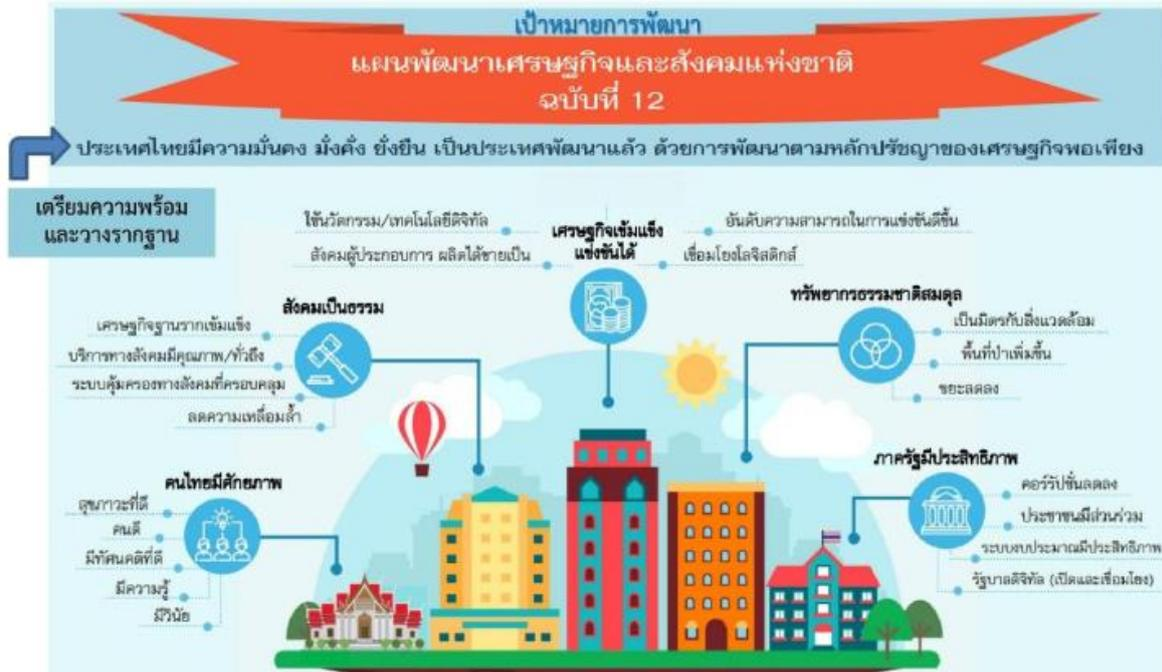 เป้าหมายการพัฒนา
แผนพัฒนาเศรษฐกิจและสังคมแห่งชาติ
ฉบับที่ 12
ประเทศไทยมีความมั่นคง มั่งคั่ง ยั่งยืน เป็นประเทศพัฒนาแล้ว ด้วยการพัฒนาตามหลักปรัชญาของเศรษฐกิจพอเพียง
เตรียมความพร้อม
และวางรากฐาน
เศรษฐกิจเข้มแข็ง
แข่งขันได้
ใช้นวัตกรรม/เทคโนโลยีดิจิทัล
สังคมผู้ประกอบการ ผลิตได้ขายเป็น
อันดับความสามารถในการแข่งขันดีขึ้น
เชื่อมโยงโลจิสติกส์
สังคมเป็นธรรม
เศรษฐกิจฐานรากเข้มแข็ง
บริการทางสังคมมีคุณภาพ/ทั่วถึง
ระบบคุ้มครองทางสังคมที่ครอบคลุม
ลดความเหลื่อมล้ำ
ทรัพยากรธรรมชาติสมดุล
เป็นมิตรกับสิ่งแวดล้อม
พื้นที่ป่าเพิ่มขึ้น
ขยะลดลง
คนไทยมีศักยภาพ
สุขภาวะที่ดี
คนดี
มีทัศนคติที่ดี
มีความรู้
มีวินัย
ภาครัฐมีประสิทธิภาพ
คอร์รัปชั่นลดลง
ประชาชนมีส่วนร่วม
ระบบงบประมาณมีประสิทธิภาพ
รัฐบาลดิจิทัล (เปิดและเชื่อมโยง)